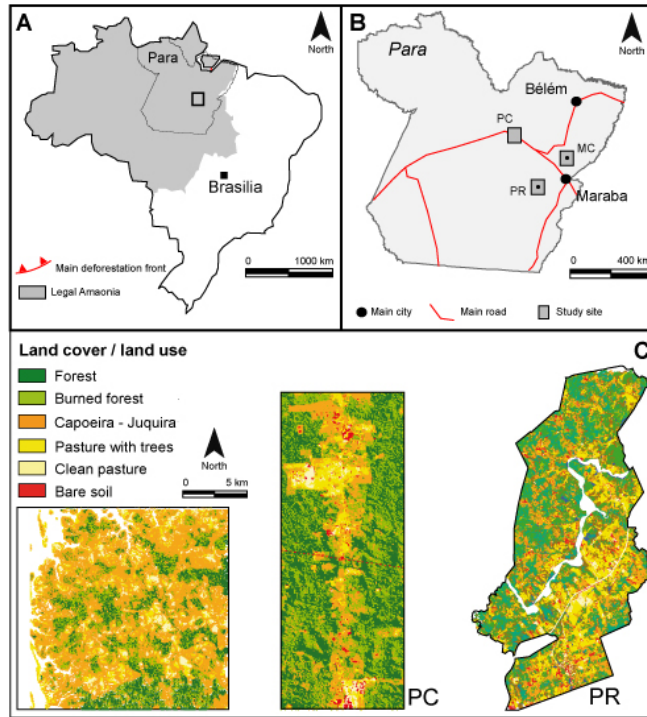 A
North
Para
Brasilia
Main deforestation front
Legal Amaonia
0 1000 km
B
North
Para
Bélém
PC
MC
PR
Maraba
0 400 km
Main city Main road Study site
C
Land cover / land use
Forest
Burned forest
Capoeira - Juquira
Pasture with trees
Clean pasture
Bare soil
North
0 5 km
PC
PR